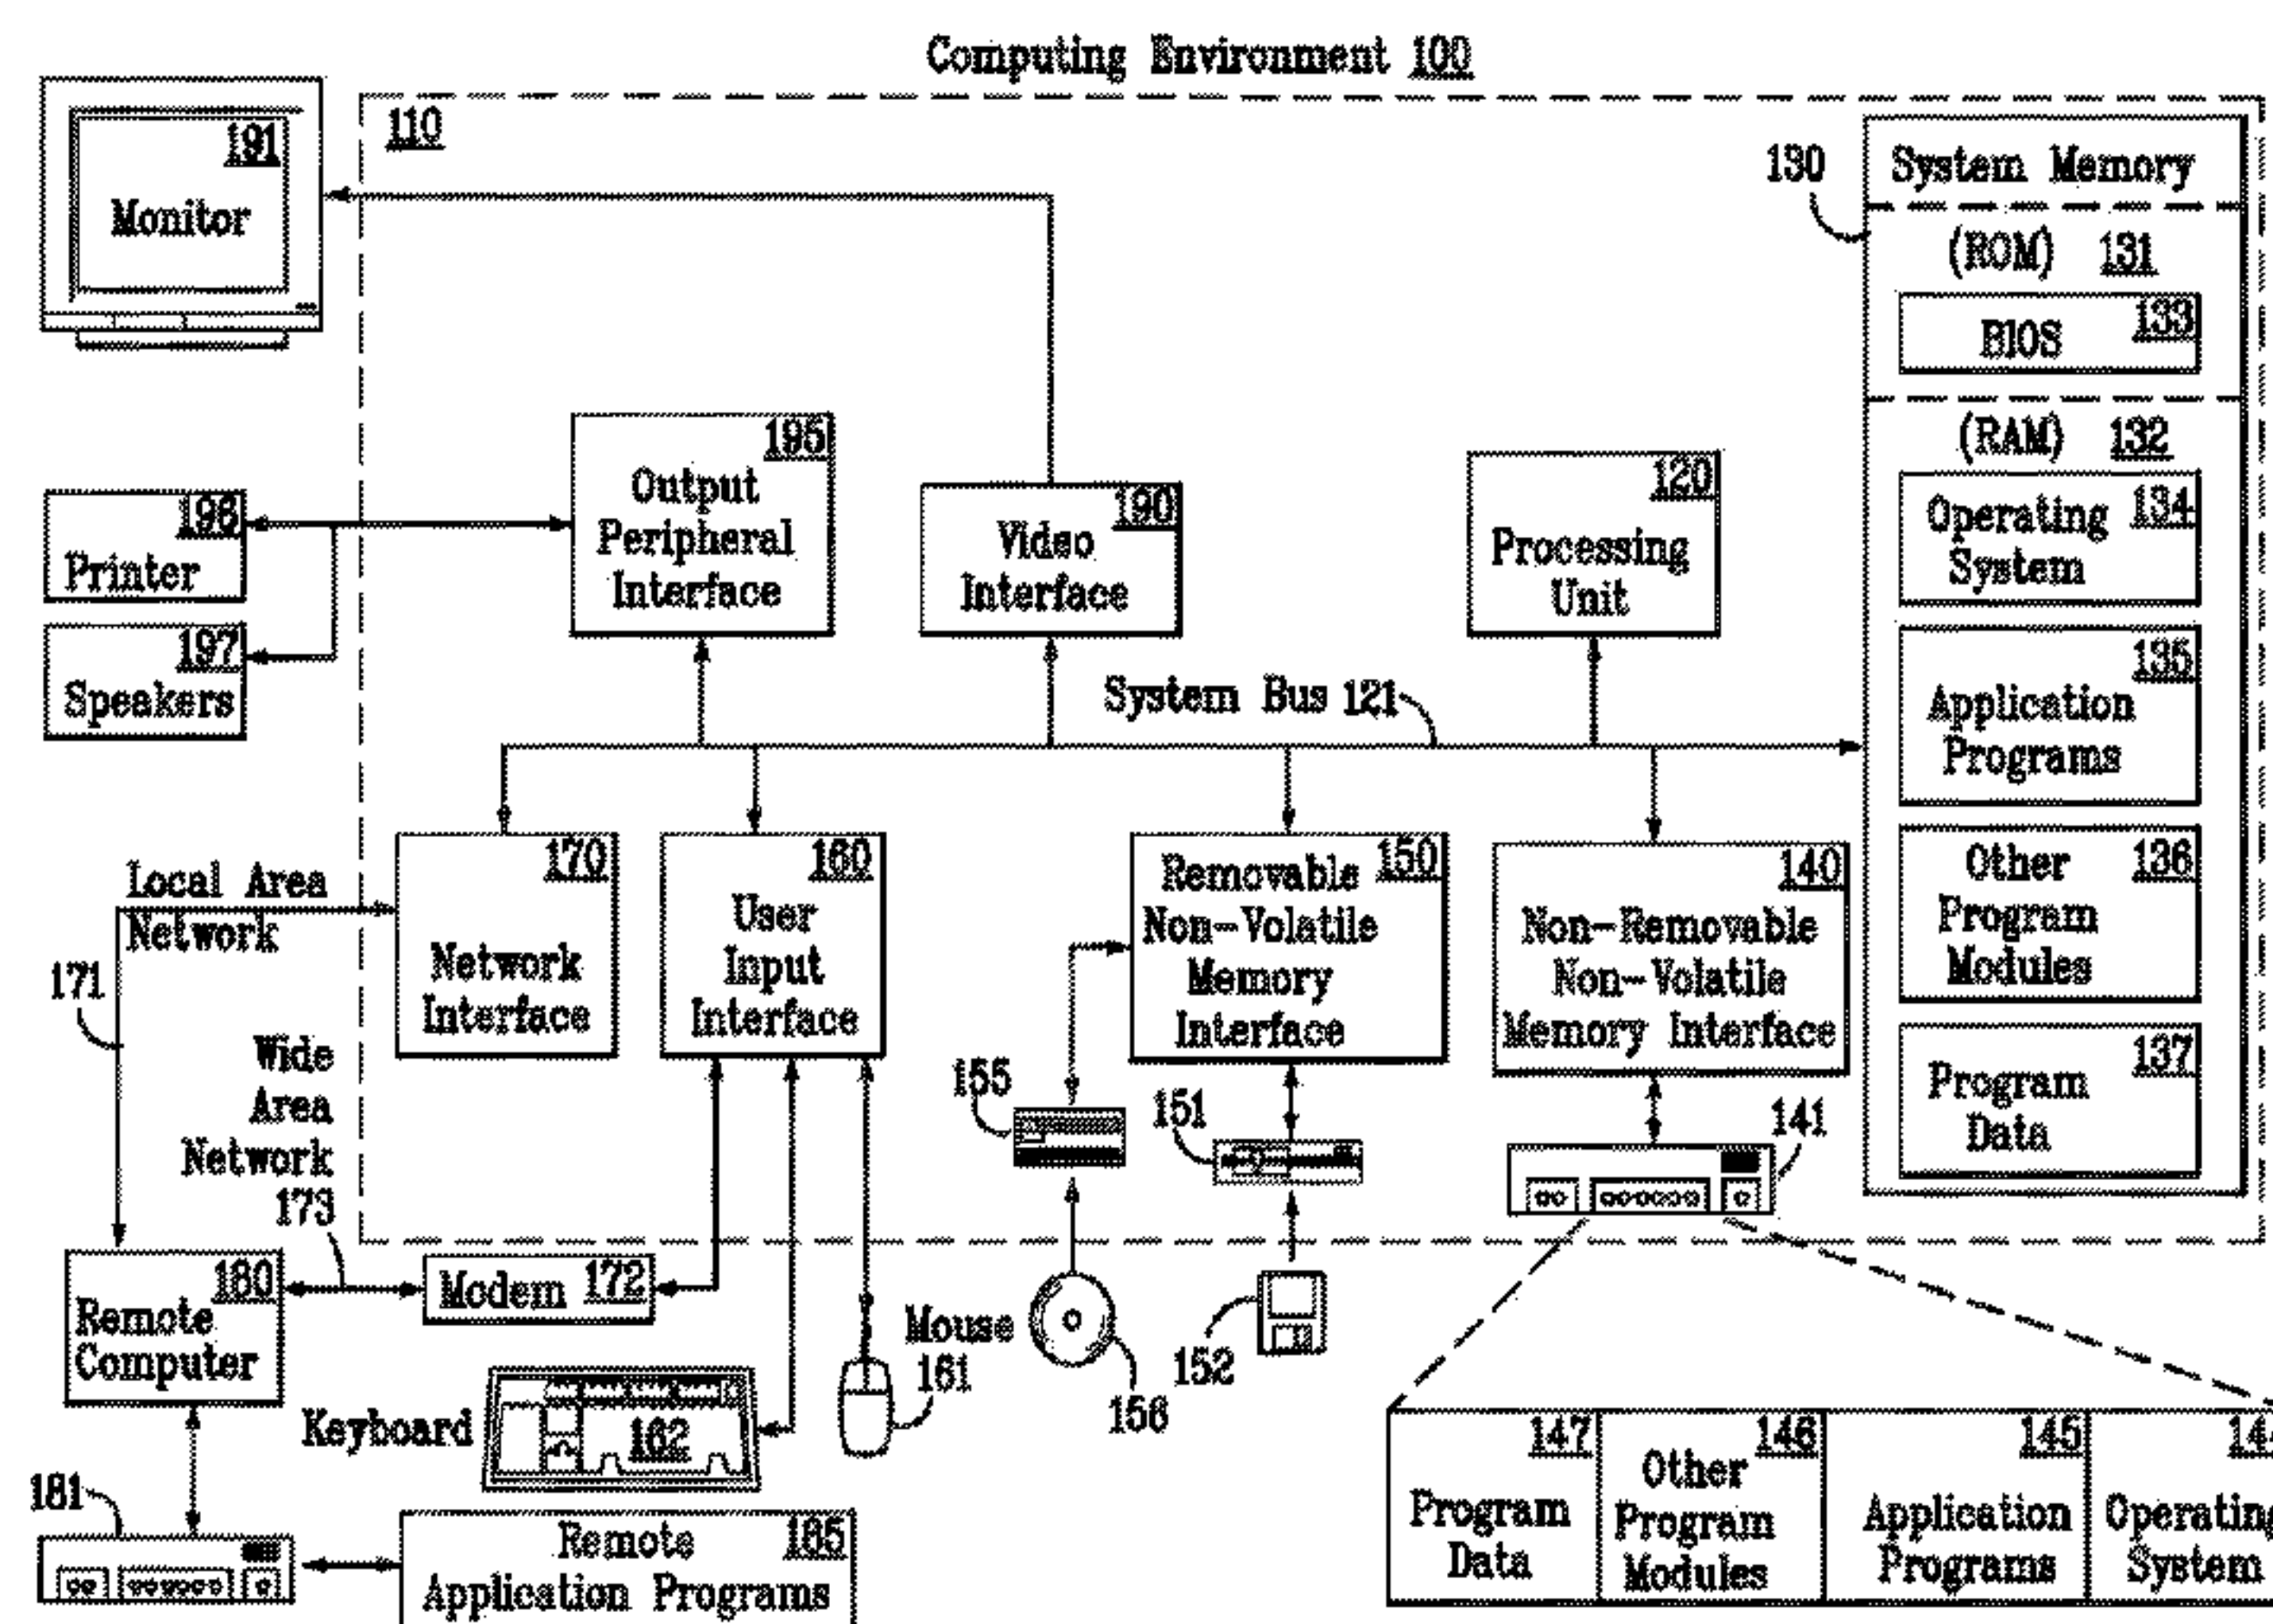 Computing Environment 100
110
191
Monitor
130
System Memory
(ROM) 131
133
BIOS
(RAM) 132
134
Operating
System
135
Application
Programs
136
Other
Program
Modules
137
Program
Data
195
Output
Peripheral
Interface
190
Video
Interface
120
Processing
Unit
196
Printer
197
Speakers
System Bus 121
170
Network
Interface
160
User
Input
Interface
150
Removable
Non-Volatile
Memory
Interface
140
Non-Removable
Non-Volatile
Memory Interface
Local Area
Network
171
Wide
Area
Network
173
155
151
141
180
Remote
Computer
Modem 172
Mouse
161
156
152
Keyboard
162
181
Remote
Application Programs
147
Program
Data
146
Other
Program
Modules
145
Application
Programs
Operating
System